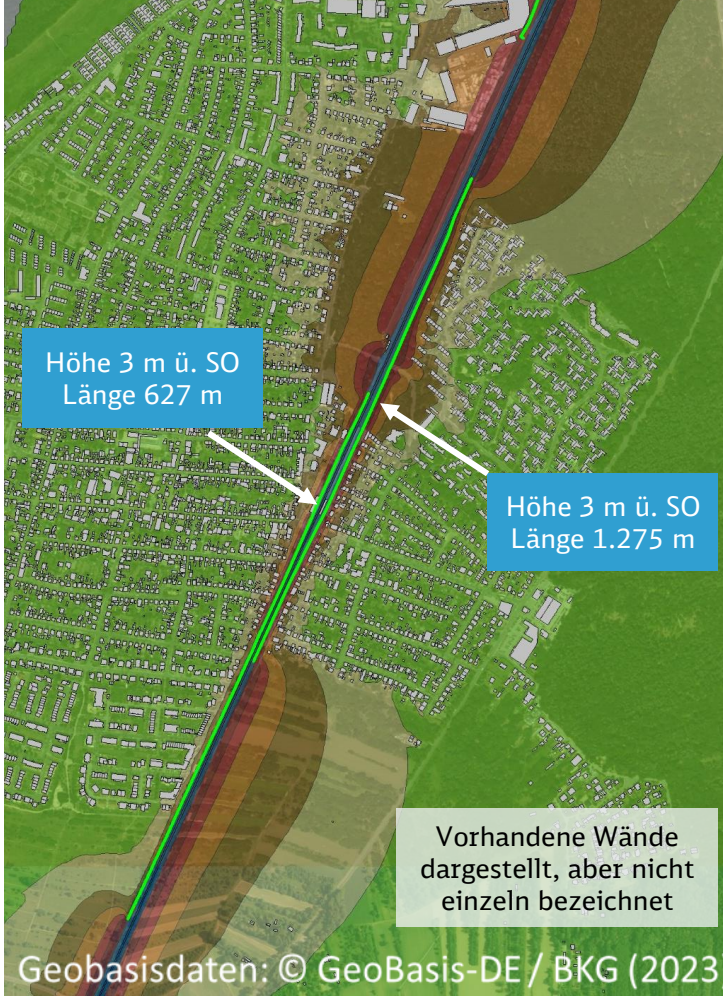 Höhe 3 m ü. SO
Länge 627 m
Höhe 3 m ü. SO
Länge 1.275 m
Vorhandene Wände
dargestellt, aber nicht
einzeln bezeichnet
Geobasisdaten: © GeoBasis-DE / BKG (2023